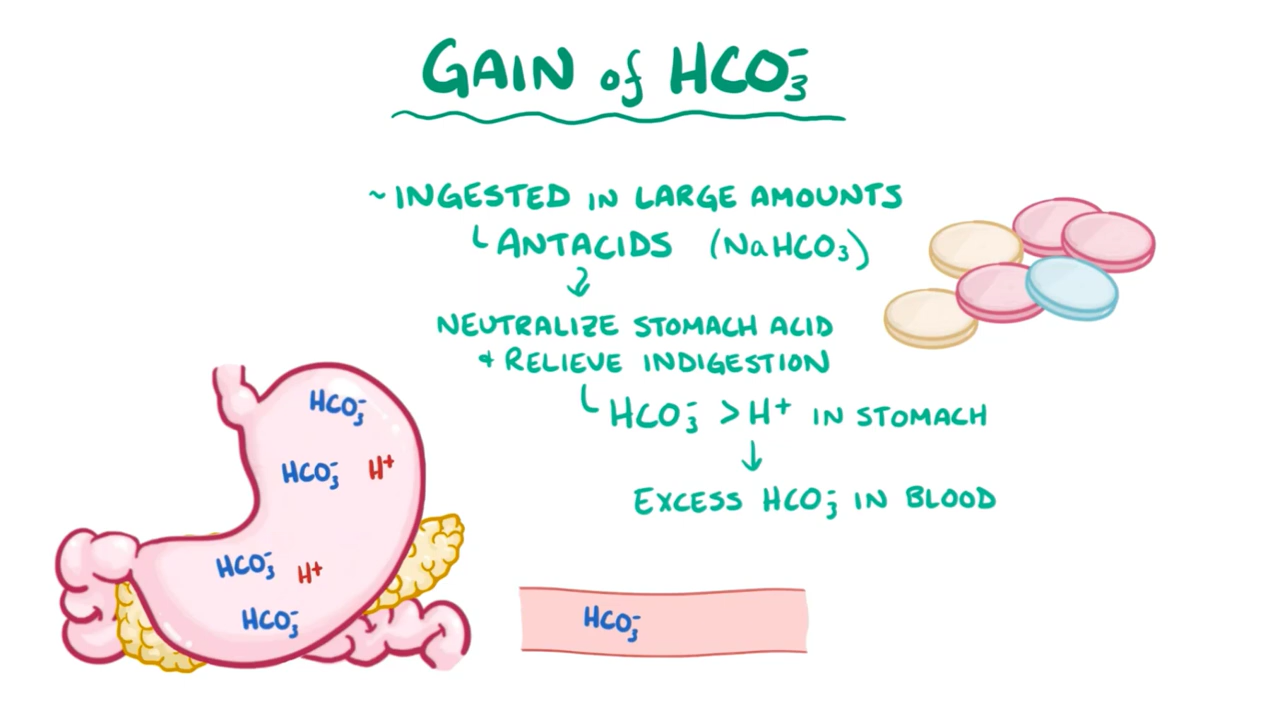 GAIN of HCO₃⁻
~ INGESTED IN LARGE AMOUNTS
ANTACIDS (NaHCO₃)
↓
NEUTRALIZE STOMACH ACID
+ RELIEVE INDIGESTION
HCO₃⁻ > H⁺ IN STOMACH
↓
EXCESS HCO₃⁻ IN BLOOD
HCO₃⁻
HCO₃⁻ H⁺
HCO₃⁻ H⁺
HCO₃⁻
HCO₃⁻